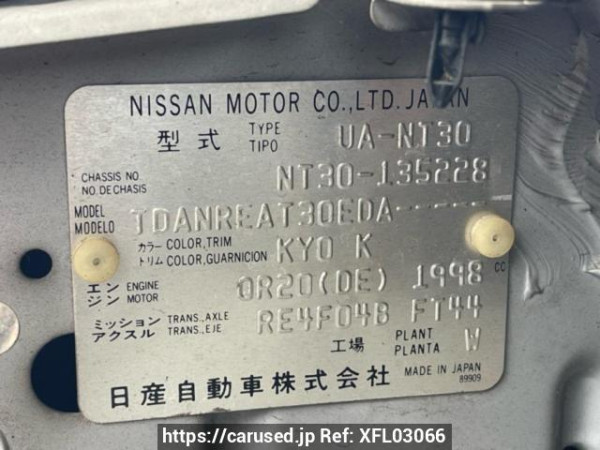 NISSAN MOTOR CO.,LTD. JAPAN
型式 TYPE TIPO UA-NT30
CHASSIS NO. NO. DE CHASIS NT30-135228
MODEL MODELO TDANREAT30EDA-----
カラー COLOR, TRIM トリム COLOR, GUARNICION KY0 K
エンジン ENGINE MOTOR QR20(DE) 1998 CC
ミッション アクスル TRANS., AXLE TRANS., EJE RE4F04B FT44
工場 PLANT PLANTA W
日産自動車株式会社 MADE IN JAPAN
89909
https://carused.jp Ref: XFL03066